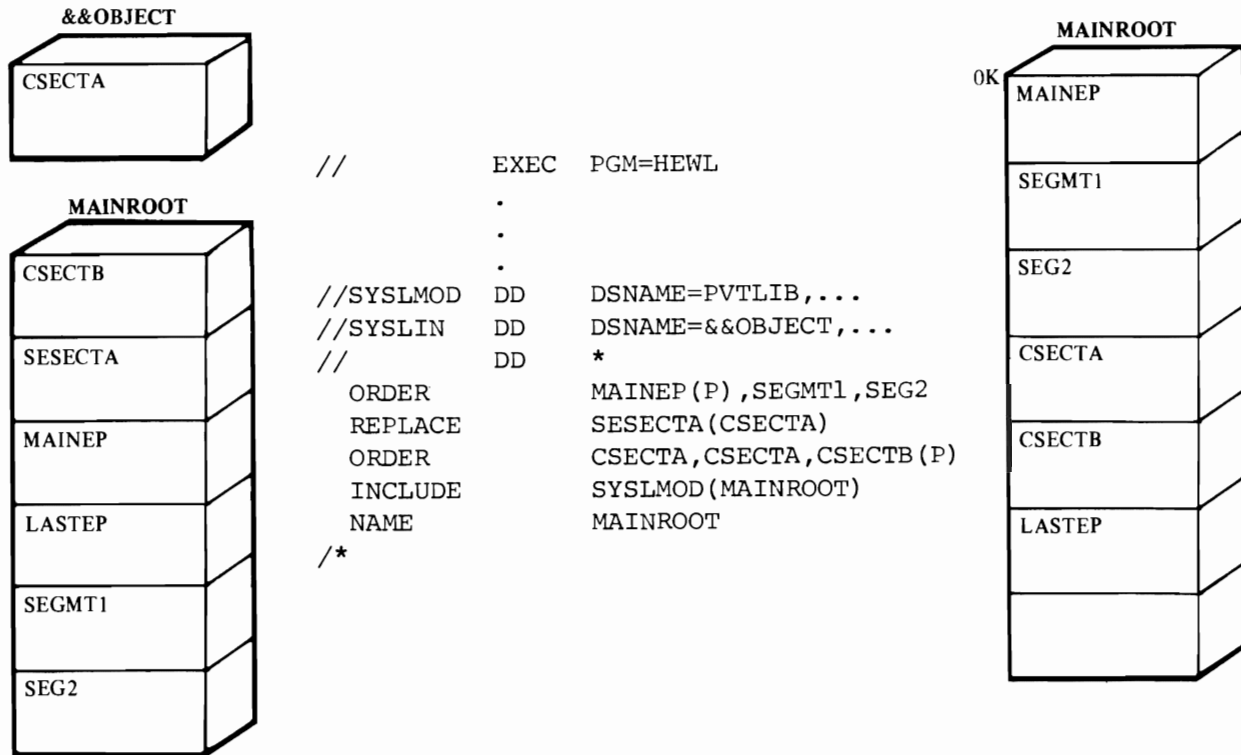 &&OBJECT
CSECTA
MAINROOT
CSECTB
SESECTA
MAINEP
LASTEP
SEGMT1
SEG2
// EXEC PGM=HEWL
.
.
.
//SYSLMOD DD DSNAME=PVTLIB,...
//SYSLIN DD DSNAME=&&OBJECT,...
// DD *
ORDER MAINEP(P),SEGMT1,SEG2
REPLACE SESECTA(CSECTA)
ORDER CSECTA,CSECTA,CSECTB(P)
INCLUDE SYSLMOD(MAINROOT)
NAME MAINROOT
/*
MAINROOT
0K
MAINEP
SEGMT1
SEG2
CSECTA
CSECTB
LASTEP